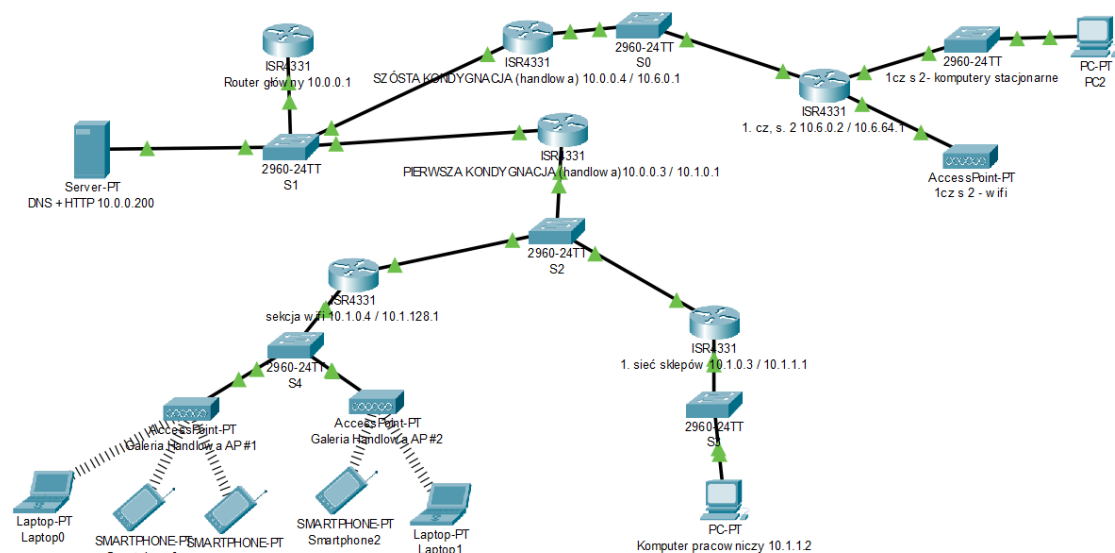 ISR4331
Router główny 10.0.0.1
ISR4331
SZÓSTA KONDYGNACJA (handlowa) 10.0.0.4 / 10.6.0.1
2960-24TT
S0
2960-24TT
1cz s 2- komputery stacjonarne
PC-PT
PC2
ISR4331
1. cz, s. 2 10.6.0.2 / 10.6.64.1
Server-PT
DNS + HTTP 10.0.0.200
2960-24TT
S1
ISR4331
PIERWSZA KONDYGNACJA (handlowa)10.0.0.3 / 10.1.0.1
AccessPoint-PT
1cz s 2 - wifi
2960-24TT
S2
ISR4331
sekcja wifi 10.1.0.4 / 10.1.128.1
ISR4331
1. sieć sklepów 10.1.0.3 / 10.1.1.1
2960-24TT
S4
AccessPoint-PT
Galeria Handlowa AP#1
AccessPoint-PT
Galeria Handlowa AP#2
2960-24TT
Laptop-PT
Laptop0
SMARTPHONE-PT
SMARTPHONE-PT
SMARTPHONE-PT
Smartphone2
Laptop-PT
Laptop1
PC-PT
Komputer pracowniczy 10.1.1.2